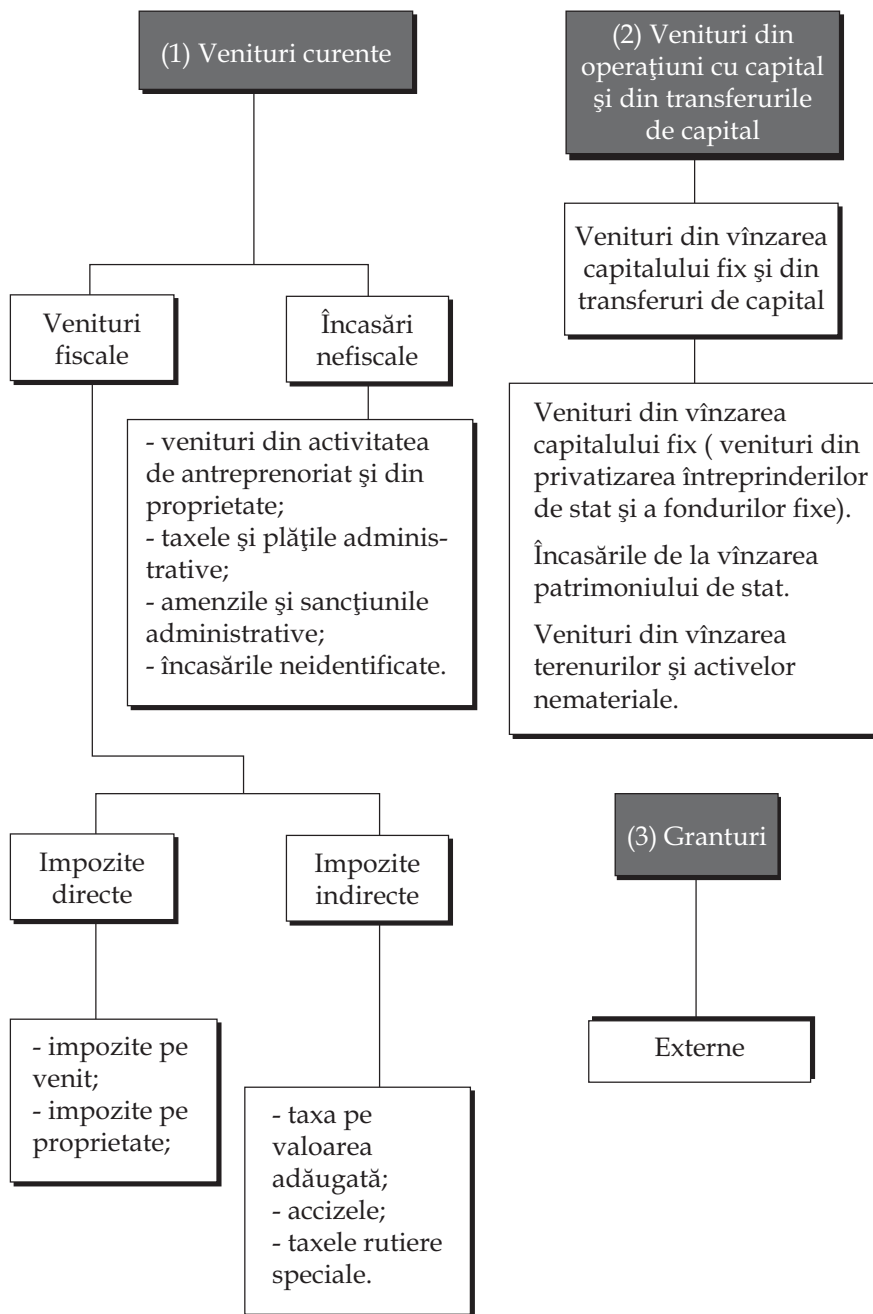 (1) Venituri curente
Venituri
fiscale
Încasări
nefiscale
- venituri din activitatea
de antreprenoriat şi din
proprietate;
- taxele şi plăţile adminis-
trative;
- amenzile şi sancţiunile
administrative;
- încasările neidentificate.
Impozite
directe
Impozite
indirecte
- impozite pe
venit;
- impozite pe
proprietate;
- taxa pe
valoarea
adăugată;
- accizele;
- taxele rutiere
speciale.
(2) Venituri din
operaţiuni cu capital
şi din transferurile
de capital
Venituri din vînzarea
capitalului fix şi din
transferuri de capital
Venituri din vînzarea
capitalului fix ( venituri din
privatizarea întreprinderilor
de stat şi a fondurilor fixe).
Încasările de la vînzarea
patrimoniului de stat.
Venituri din vînzarea
terenurilor şi activelor
nemateriale.
(3) Granturi
Externe